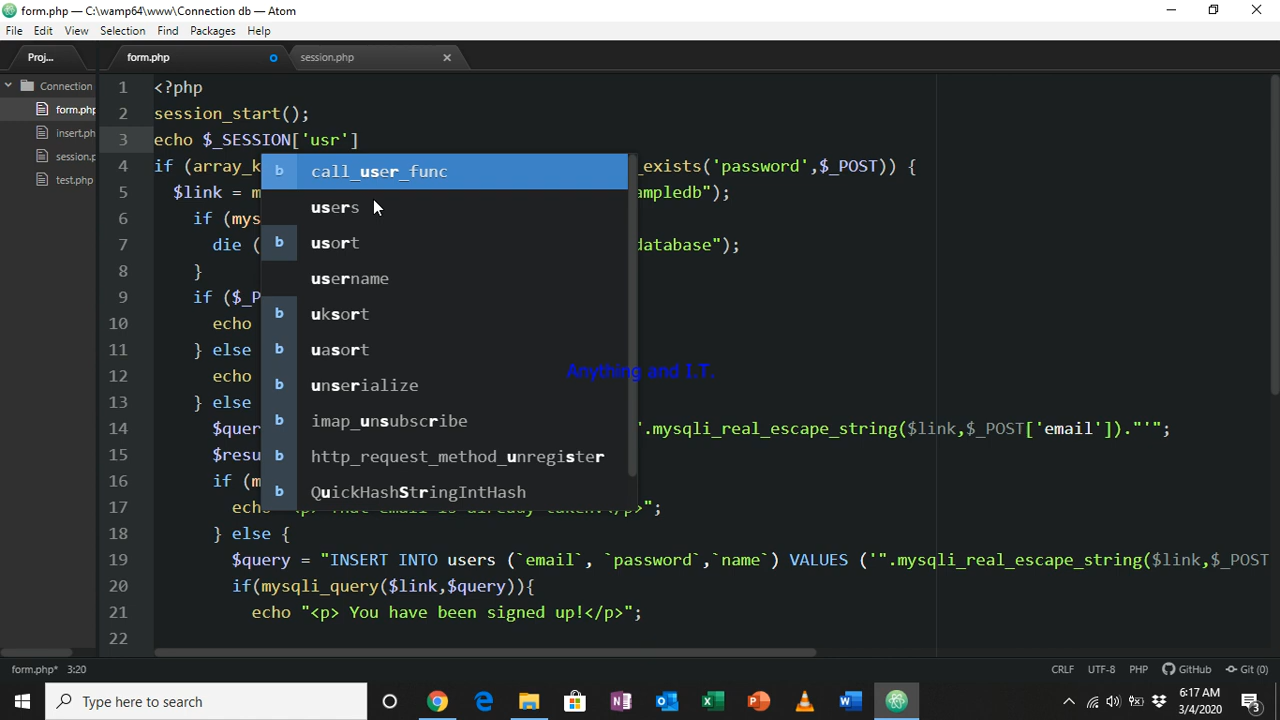 form.php — C:\wamp64\www\Connection db — Atom
File Edit View Selection Find Packages Help
Proj... form.php session.php
Connection
form.php
insert.ph
session.p
test.php
1 <?php
2 session_start();
3 echo $_SESSION['usr']
4 if (array_k _exists('password',$_POST)) {
5 $link = m mpledb");
6 if (mys
7 die ( database");
8 }
9 if ($_P
10 echo
11 } else
12 echo
13 } else
14 $quer '".mysqli_real_escape_string($link,$_POST['email'])."'";
15 $resu
16 if (m
17 ech
18 } else {
19 $query = "INSERT INTO users (`email`, `password`,`name`) VALUES ('".mysqli_real_escape_string($link,$_POST
20 if(mysqli_query($link,$query)){
21 echo "<p> You have been signed up!</p>";
22
b call_user_func
users
b usort
username
b uksort
b uasort
b unserialize
b imap_unsubscribe
b http_request_method_unregister
b QuickHashStringIntHash
Anything and I.T.
form.php* 3:20 CRLF UTF-8 PHP GitHub Git (0)
Type here to search
6:17 AM
3/4/2020
3